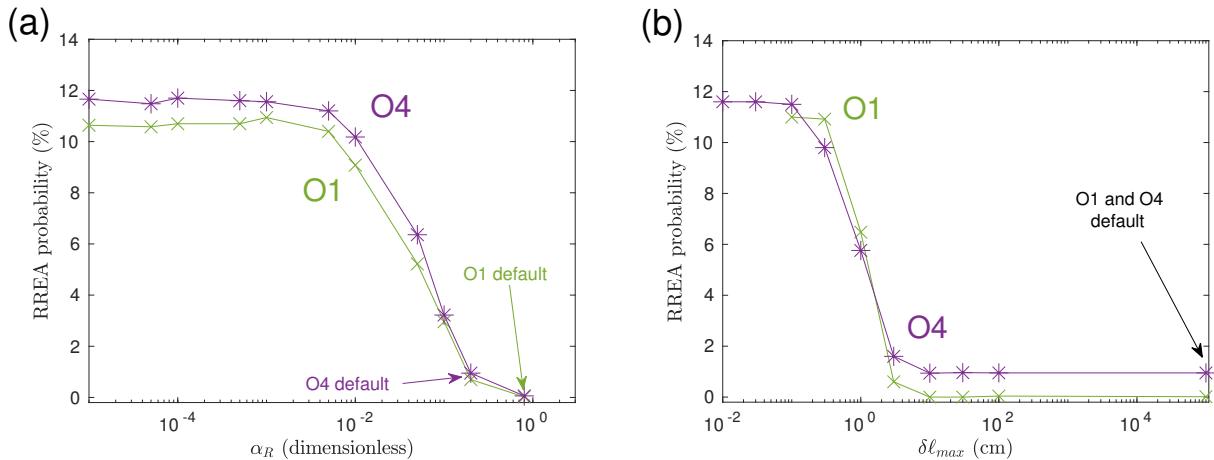 (a)
14
12
10
8
6
4
2
0
RREA probability (%)
O4
O1
O1 default
O4 default
10^{-4}
10^{-2}
10^{0}
α_R (dimensionless)
(b)
14
12
10
8
6
4
2
0
RREA probability (%)
O1
O4
O1 and O4
default
10^{-2}
10^{0}
10^{2}
10^{4}
δℓ_{max} (cm)